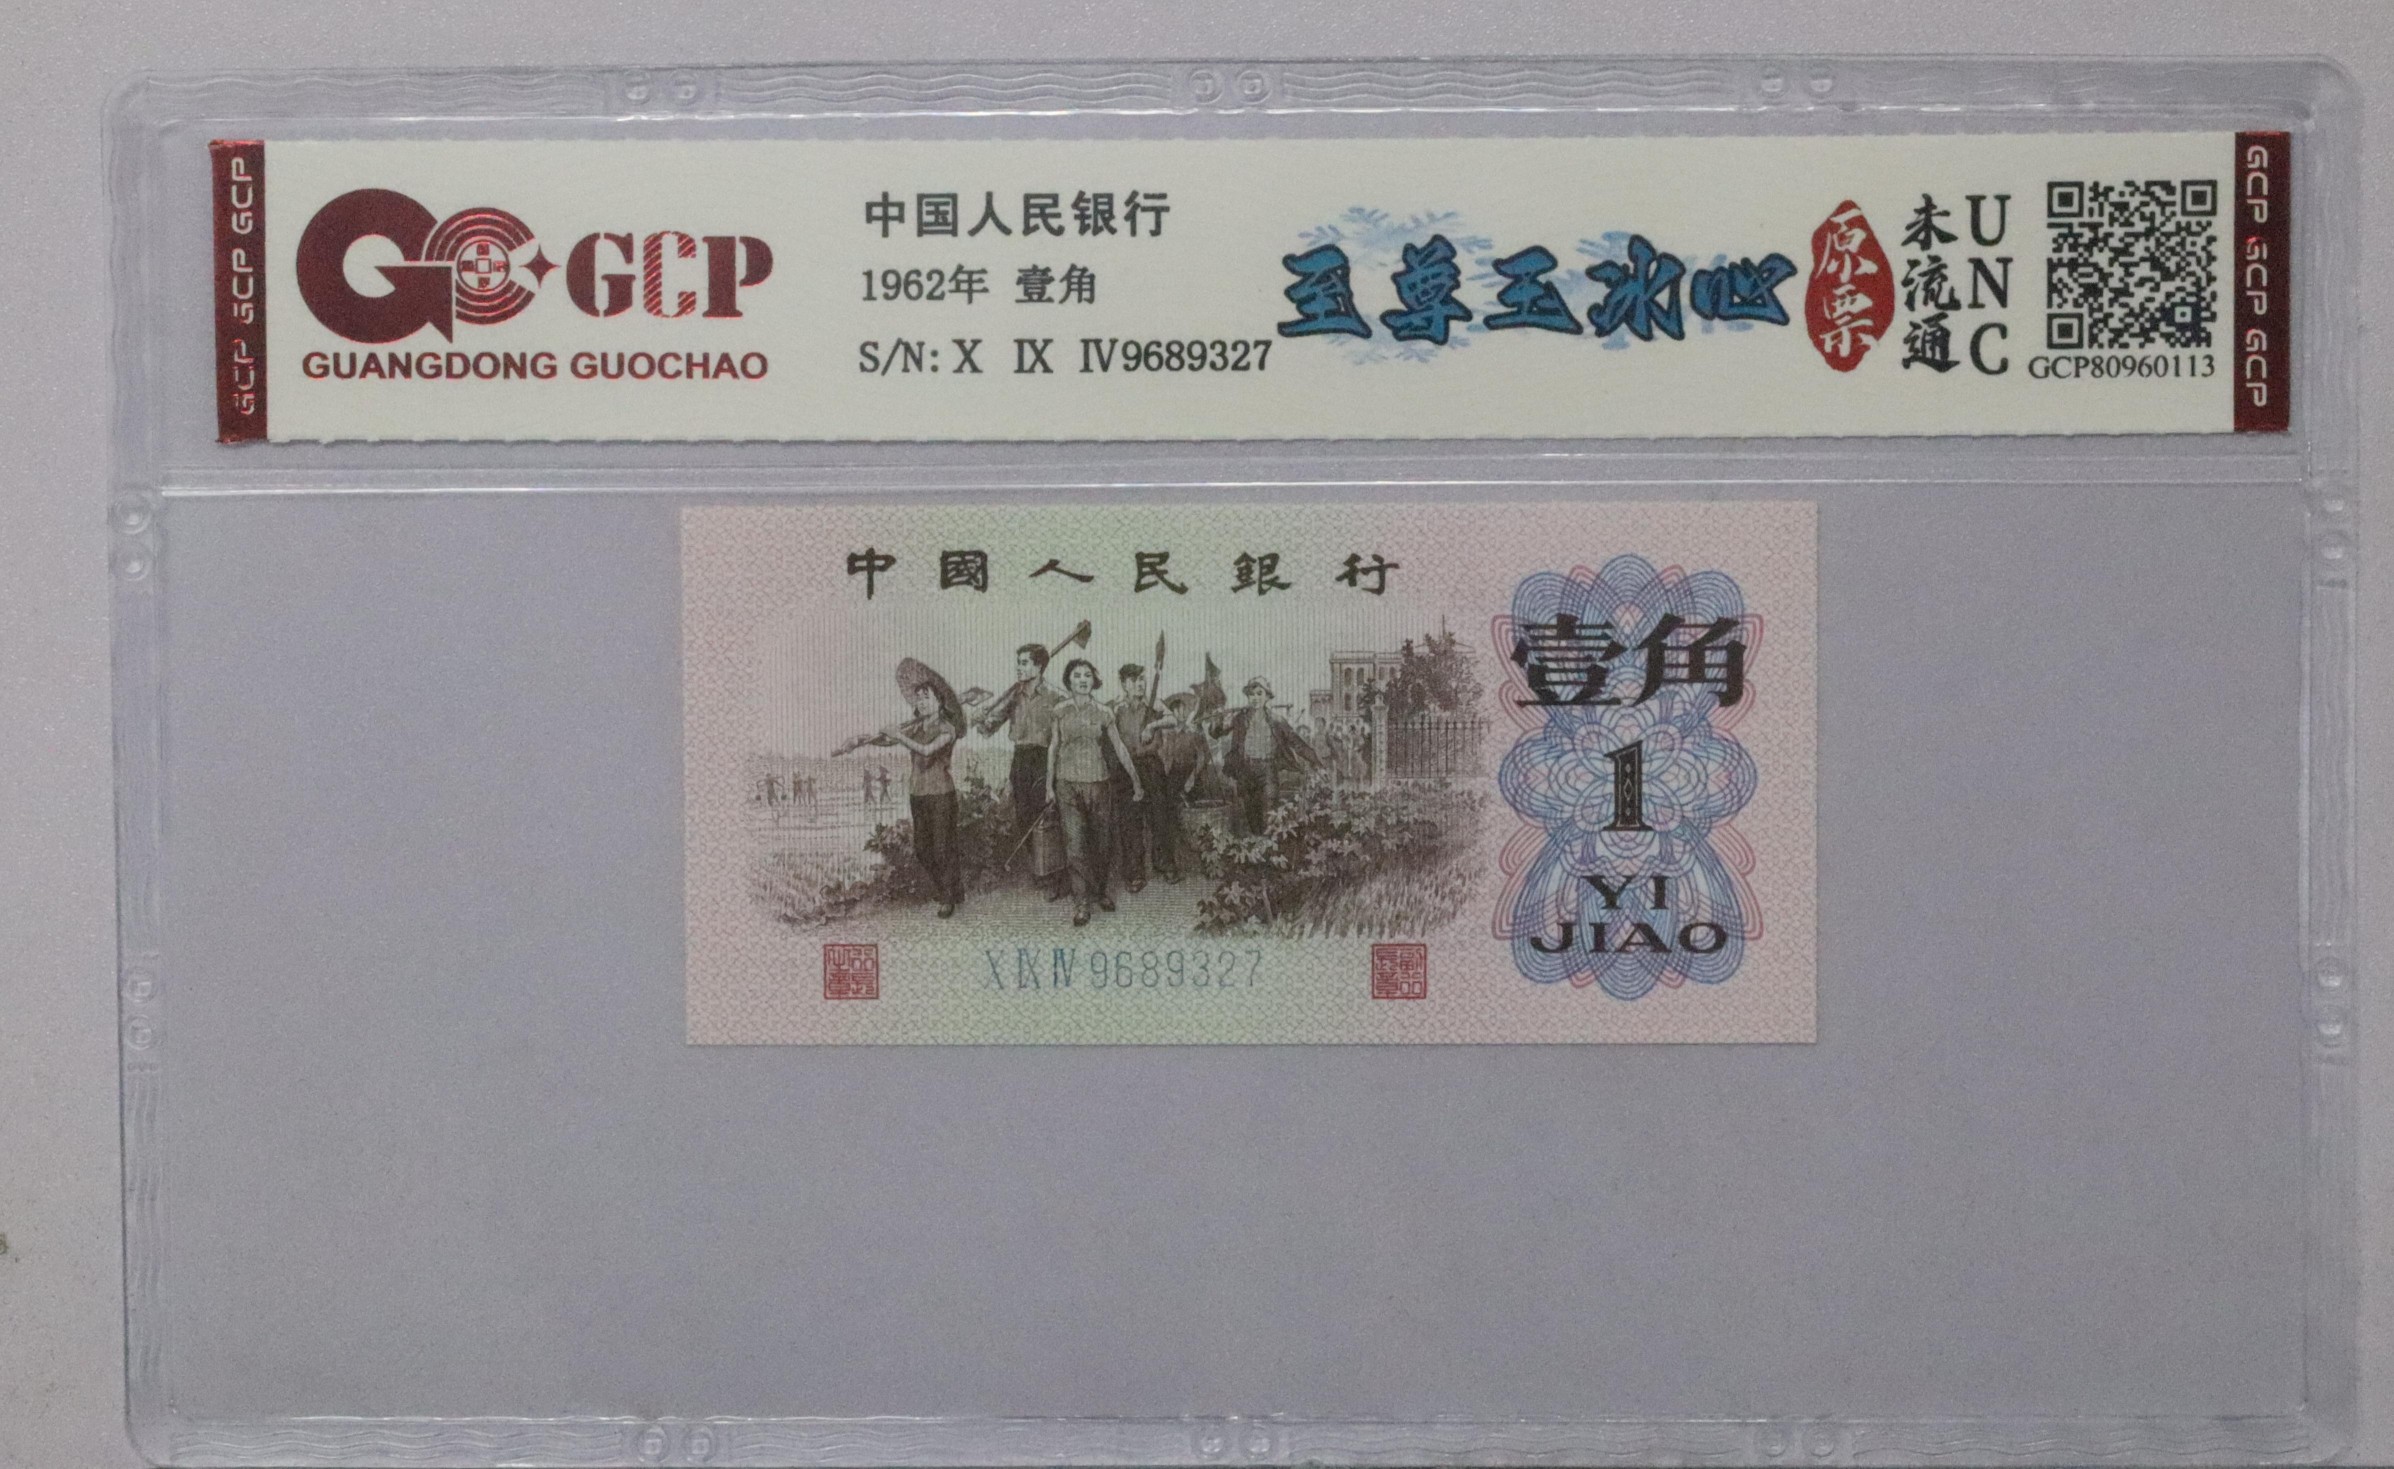 GCP GCP GCP
GCP
GUANGDONG GUOCHAO
中国人民银行
1962年 壹角
S/N: X IX IV9689327
至尊玉冰心
原票
未流通
UNC
GCP80960113
GCP GCP GCP
中國人民銀行
壹角
1
YI
JIAO
X IX IV 9689327